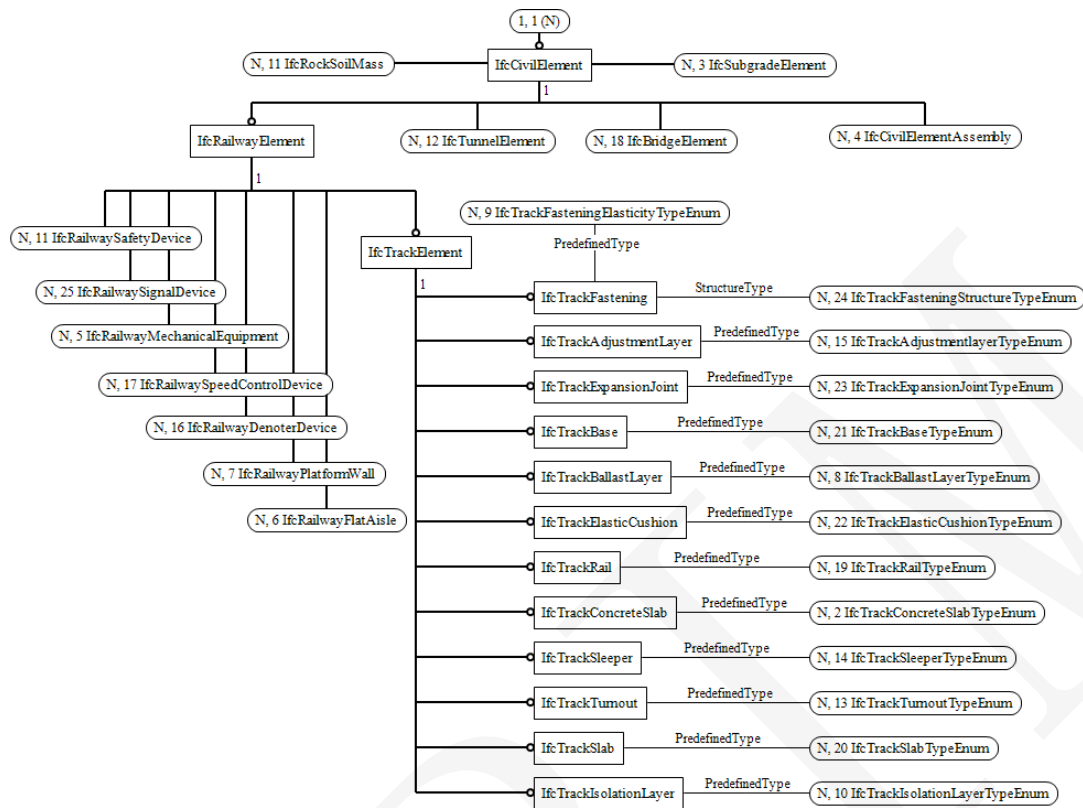 1, 1 (N)
N, 11 IfcRockSoilMass
IfcCivilElement
N, 3 IfcSubgradeElement
1
IfcRailwayElement
N, 12 IfcTunnelElement
N, 18 IfcBridgeElement
N, 4 IfcCivilElementAssembly
1
N, 9 IfcTrackFasteningElasticityTypeEnum
PredefinedType
N, 11 IfcRailwaySafetyDevice
IfcTrackElement
1
N, 25 IfcRailwaySignalDevice
IfcTrackFastening
StructureType
N, 24 IfcTrackFasteningStructureTypeEnum
N, 5 IfcRailwayMechanicalEquipment
IfcTrackAdjustmentLayer
PredefinedType
N, 15 IfcTrackAdjustmentlayerTypeEnum
N, 17 IfcRailwaySpeedControlDevice
IfcTrackExpansionJoint
PredefinedType
N, 23 IfcTrackExpansionJointTypeEnum
N, 16 IfcRailwayDenoterDevice
IfcTrackBase
PredefinedType
N, 21 IfcTrackBaseTypeEnum
N, 7 IfcRailwayPlatformWall
IfcTrackBallastLayer
PredefinedType
N, 8 IfcTrackBallastLayerTypeEnum
N, 6 IfcRailwayFlatAisle
IfcTrackElasticCushion
PredefinedType
N, 22 IfcTrackElasticCushionTypeEnum
IfcTrackRail
PredefinedType
N, 19 IfcTrackRailTypeEnum
IfcTrackConcreteSlab
PredefinedType
N, 2 IfcTrackConcreteSlabTypeEnum
IfcTrackSleeper
PredefinedType
N, 14 IfcTrackSleeperTypeEnum
IfcTrackTurnout
PredefinedType
N, 13 IfcTrackTurnoutTypeEnum
IfcTrackSlab
PredefinedType
N, 20 IfcTrackSlabTypeEnum
IfcTrackIsolationLayer
PredefinedType
N, 10 IfcTrackIsolationLayerTypeEnum